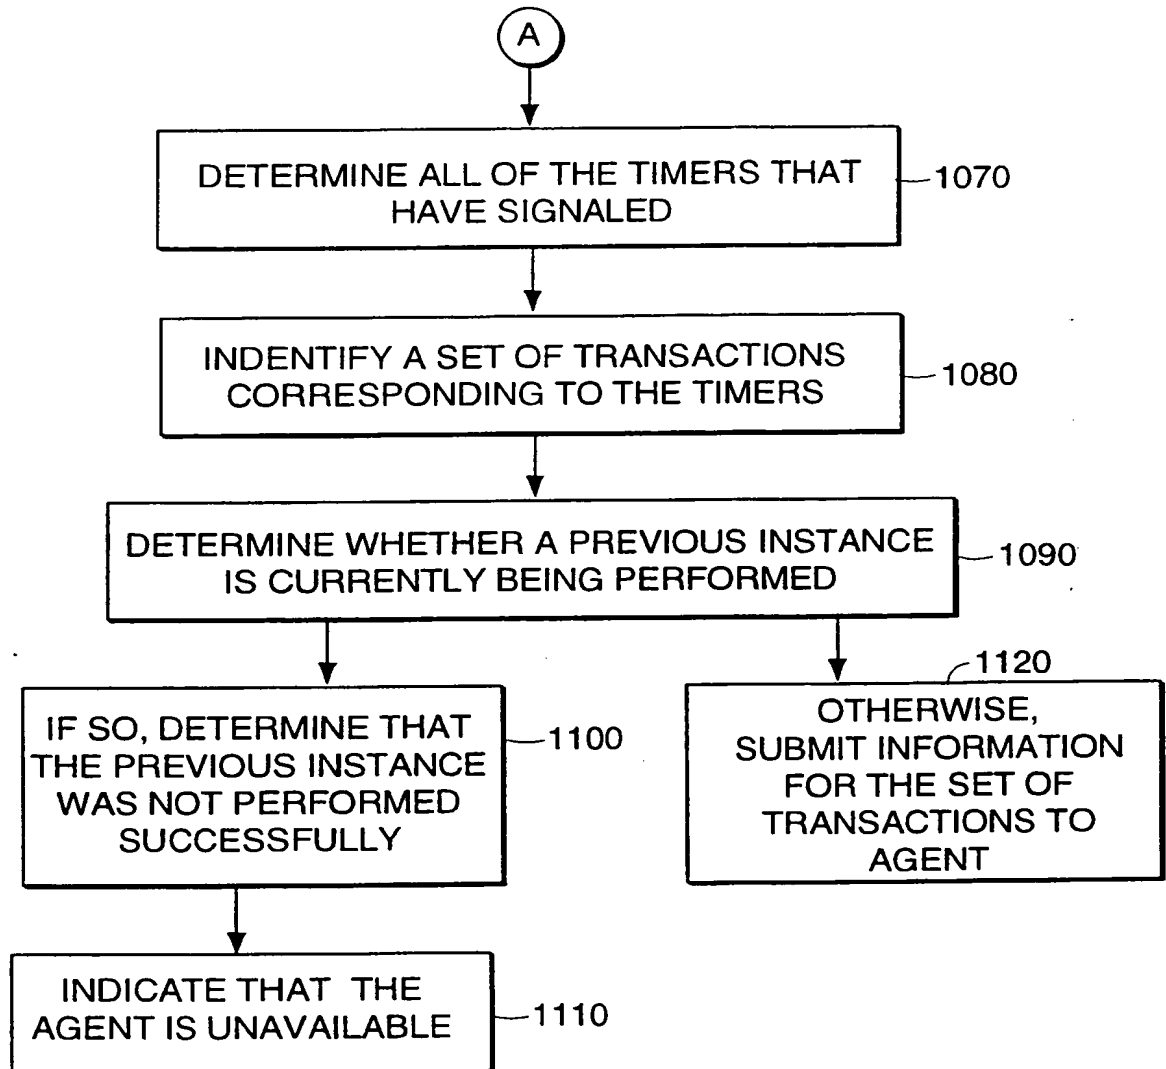 A
DETERMINE ALL OF THE TIMERS THAT
HAVE SIGNALED
1070
INDENTIFY A SET OF TRANSACTIONS
CORRESPONDING TO THE TIMERS
1080
DETERMINE WHETHER A PREVIOUS INSTANCE
IS CURRENTLY BEING PERFORMED
1090
IF SO, DETERMINE THAT
THE PREVIOUS INSTANCE
WAS NOT PERFORMED
SUCCESSFULLY
1100
1120
OTHERWISE,
SUBMIT INFORMATION
FOR THE SET OF
TRANSACTIONS TO
AGENT
INDICATE THAT THE
AGENT IS UNAVAILABLE
1110